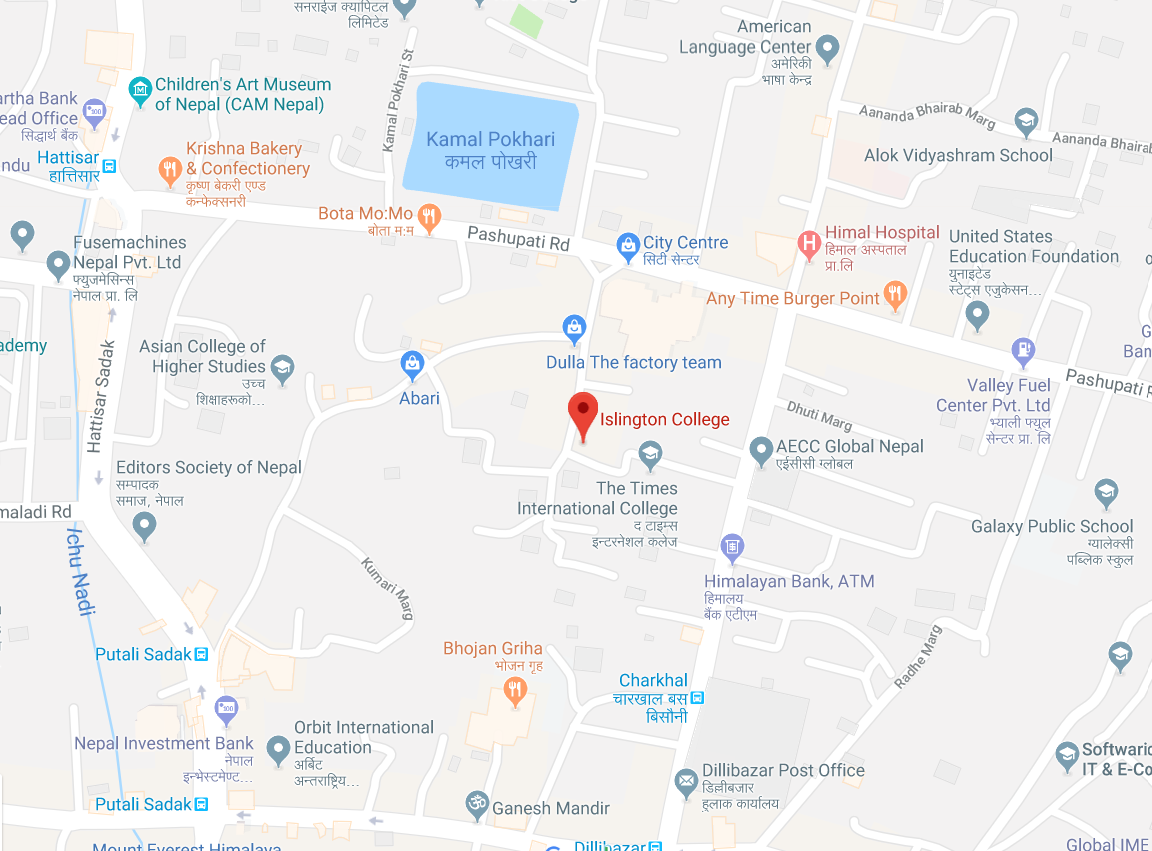 सनराईज क्यापिटल
लिमिटेड
American
Language Center
अमेरिकी
भाषा केन्द्र
Children's Art Museum
of Nepal (CAM Nepal)
Kamal Pokhari St
artha Bank
ead Office
सिद्धार्थ बैंक
Kamal Pokhari
कमल पोखरी
Aananda Bhairab Marg
Aananda Bhairab
Alok Vidyashram School
Hattisar
हात्तिसार
ndu
Krishna Bakery
& Confectionery
कृष्ण बेकरी एण्ड
कन्फेक्सनरी
Bota Mo:Mo
बोता म:म
Pashupati Rd
City Centre
सिटी सेन्टर
Himal Hospital
हिमाल अस्पताल
प्रा.लि
United States
Education Foundation
युनाइटेड
स्टेट्स एजुकेसन...
Fusemachines
Nepal Pvt. Ltd
फ्युजमेसिन्स
नेपाल प्रा. लि
Any Time Burger Point
ademy
Hattisar Sadak
Asian College of
Higher Studies
उच्च
शिक्षाहरूको...
Dulla The factory team
Abari
G
Ban
Valley Fuel
Center Pvt. Ltd
भ्याली फ्युल
सेन्टर प्रा. लि
Pashupati R
Islington College
Dhuti Marg
AECC Global Nepal
एईसीसी ग्लोबल
Editors Society of Nepal
सम्पादक
समाज, नेपाल
The Times
International College
द टाइम्स
इन्टरनेशल कलेज
maladi Rd
Ichu Nadi
Galaxy Public School
ग्यालेक्सी
पब्लिक स्कुल
Kumari Marg
Himalayan Bank, ATM
हिमालय
बैंक एटीएम
Putali Sadak
Bhojan Griha
भोजन गृह
Radhe Marg
Charkhal
चारखाल बस
बिसौनी
Nepal Investment Bank
नेपाल
इन्भेस्टमेण्ट...
Orbit International
Education
अर्बिट
अन्तराष्ट्रिय...
Softwaric
IT & E-Co
Dillibazar Post Office
डिल्लीबजार
हुलाक कार्यालय
Putali Sadak
Ganesh Mandir
Mount Everest Himalaya
Dillibazar
Global IME